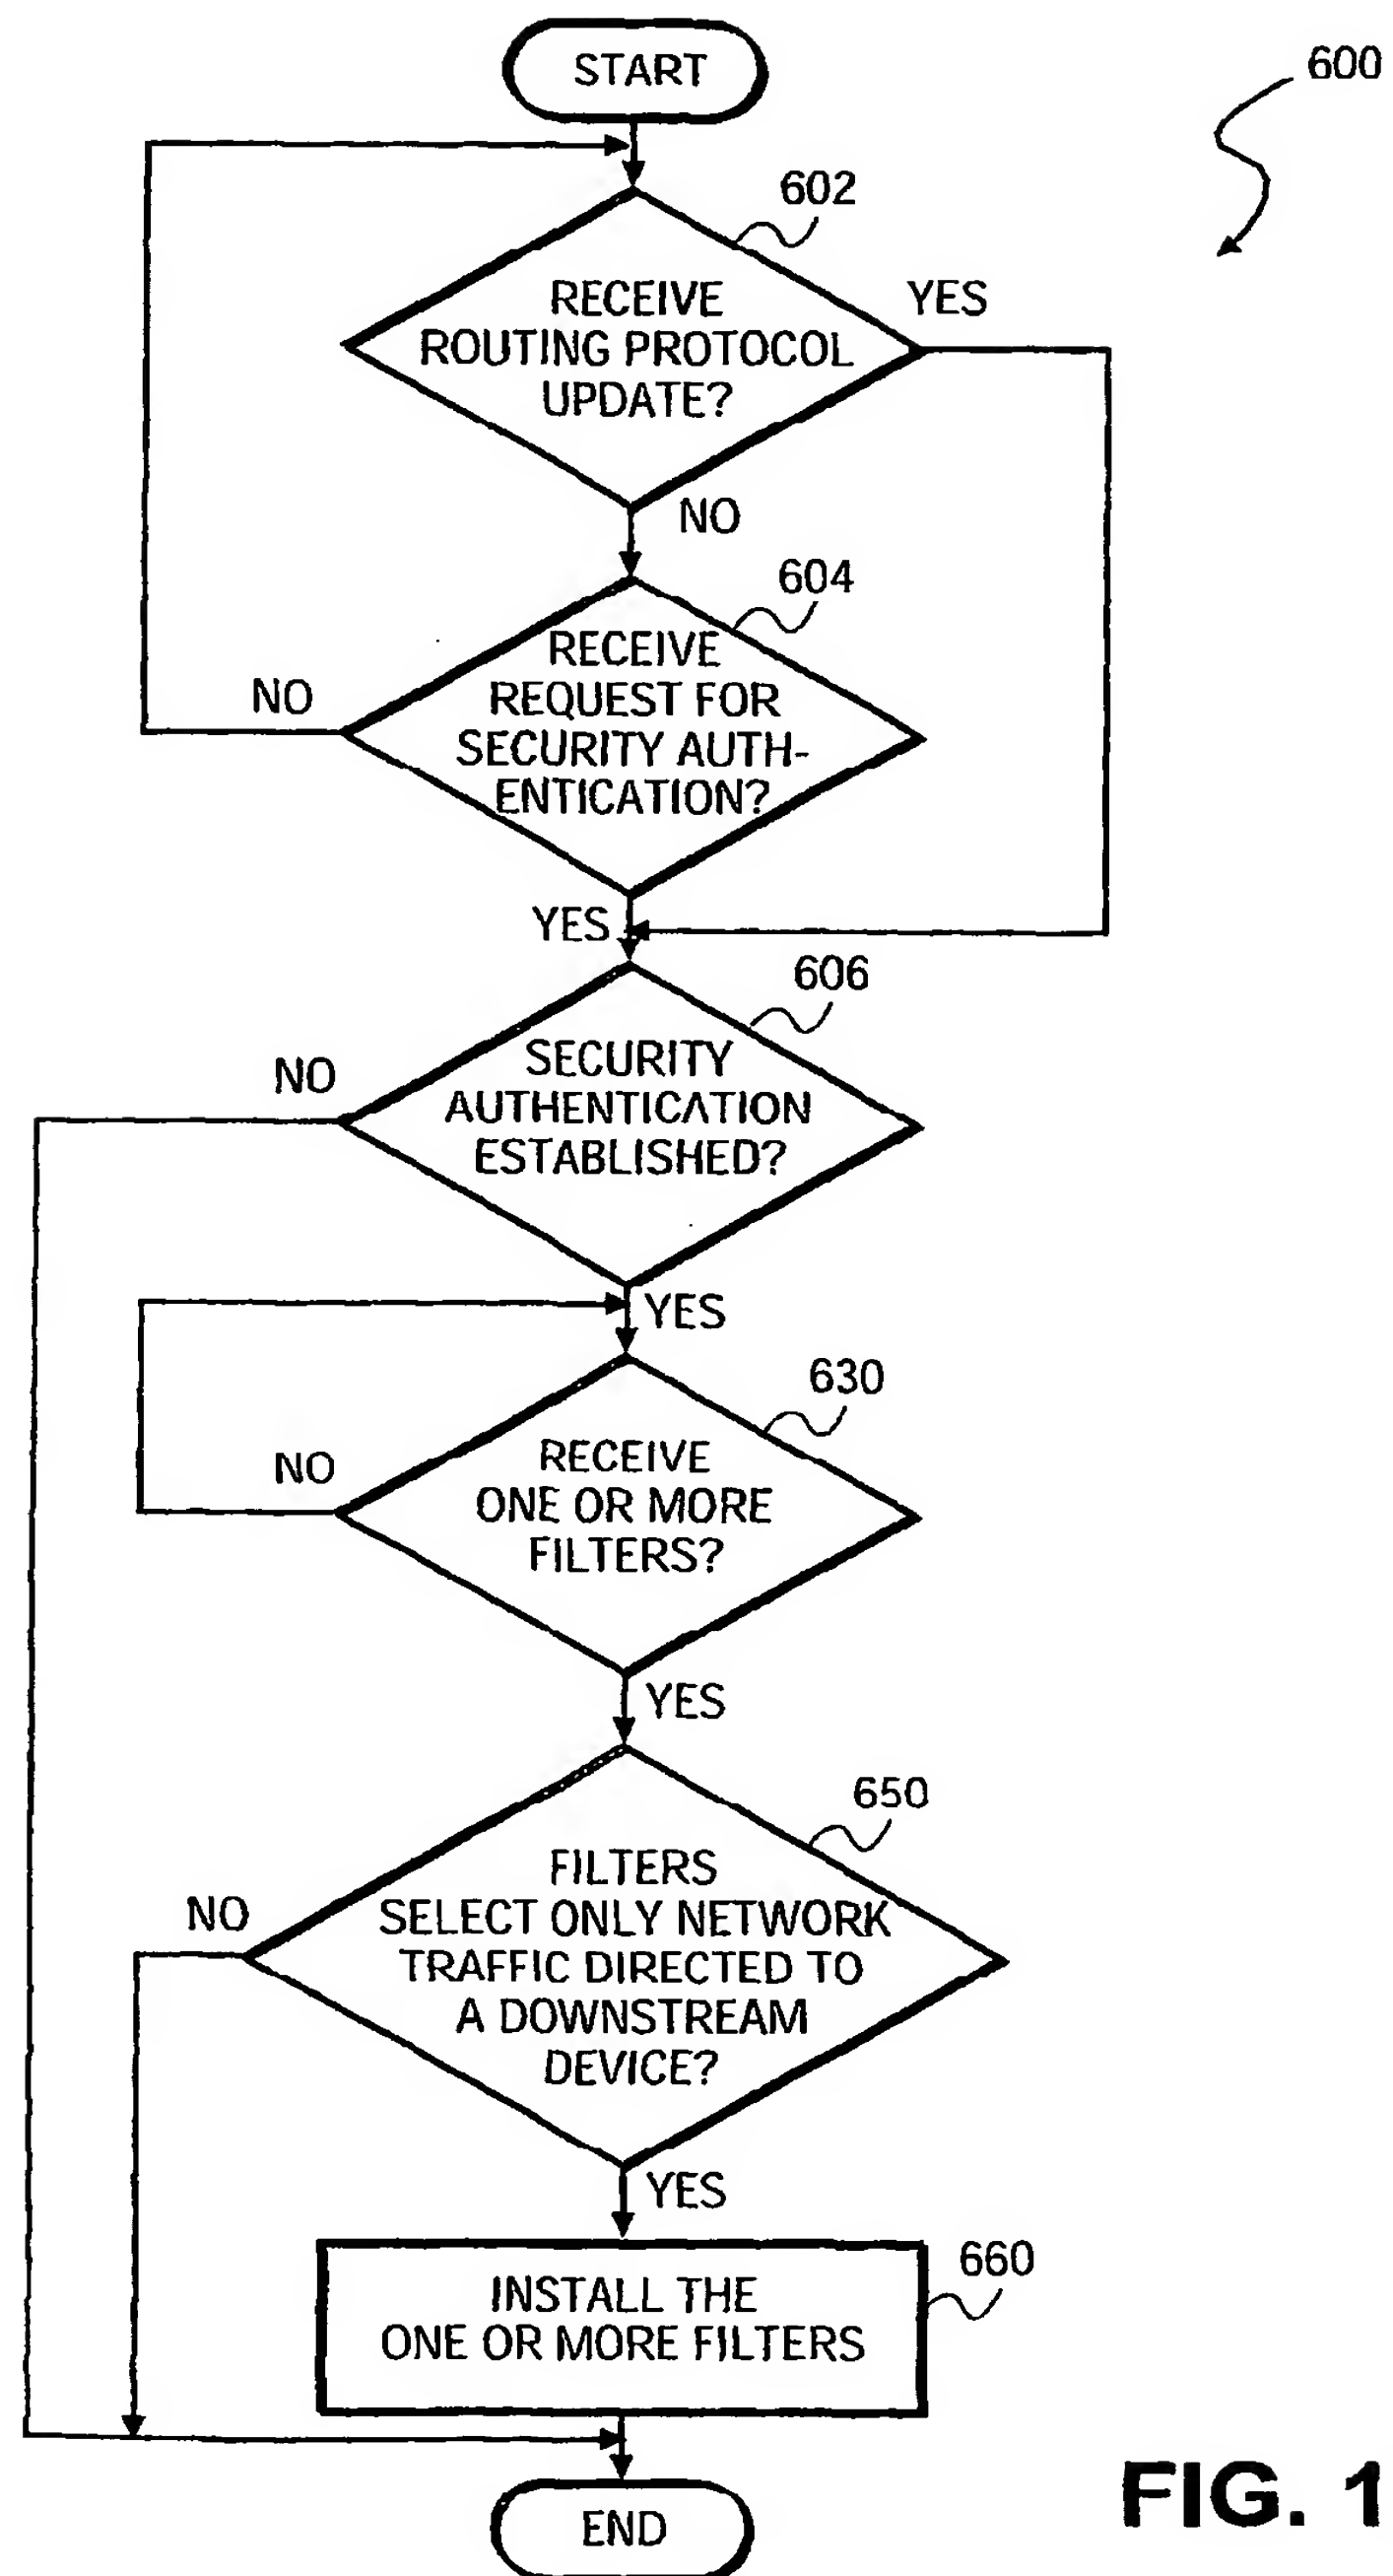 START
600
602
RECEIVE
ROUTING PROTOCOL
UPDATE?
YES
NO
604
RECEIVE
REQUEST FOR
SECURITY AUTH-
ENTICATION?
NO
YES
606
SECURITY
AUTHENTICATION
ESTABLISHED?
NO
YES
630
RECEIVE
ONE OR MORE
FILTERS?
NO
YES
650
FILTERS
SELECT ONLY NETWORK
TRAFFIC DIRECTED TO
A DOWNSTREAM
DEVICE?
NO
YES
660
INSTALL THE
ONE OR MORE FILTERS
END
FIG. 1